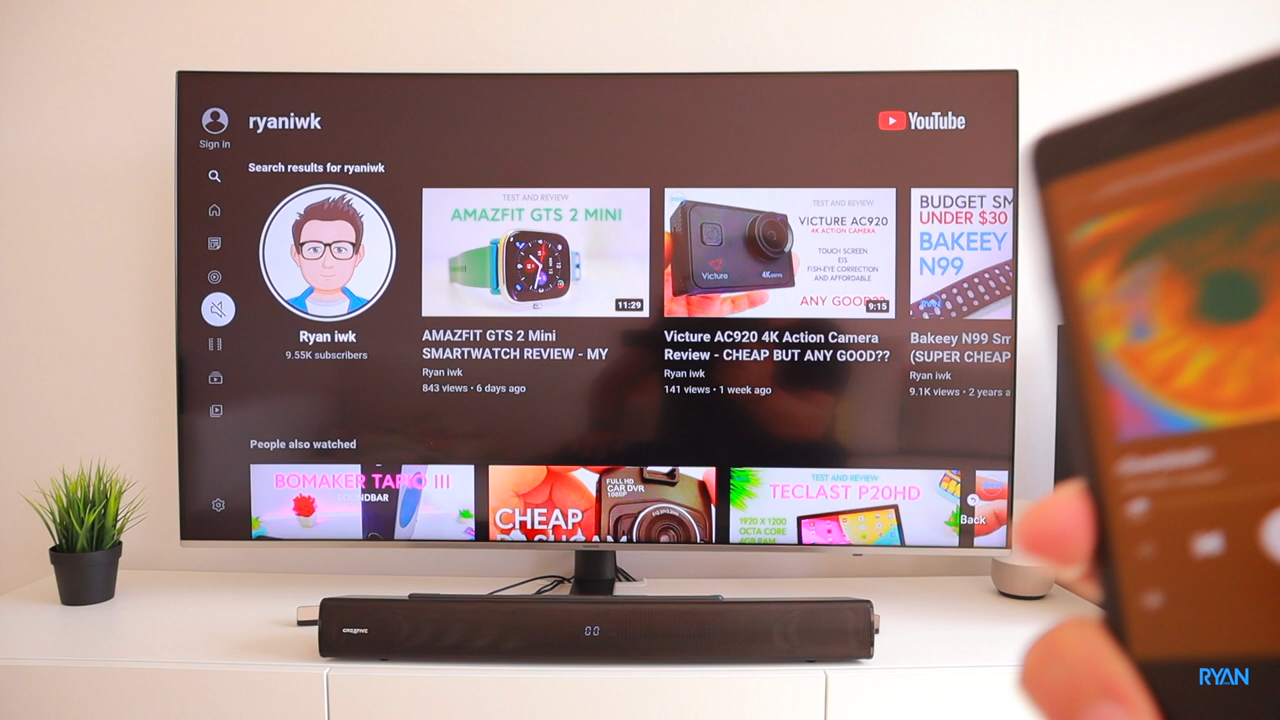 ryaniwk
YouTube
Sign in
Search results for ryaniwk
Ryan iwk
9.55K subscribers
TEST AND REVIEW
AMAZFIT GTS 2 MINI
11:29
AMAZFIT GTS 2 Mini
SMARTWATCH REVIEW - MY
Ryan iwk
843 views • 6 days ago
TEST AND REVIEW
VICTURE AC920
4K ACTION CAMERA
TOUCH SCREEN
EIS
FISH-EYE CORRECTION
AND AFFORDABLE
ANY GOOD??
Victure
4K
9:15
Victure AC920 4K Action Camera
Review - CHEAP BUT ANY GOOD??
Ryan iwk
141 views • 1 week ago
BUDGET SM
UNDER $30
BAKEEY
N99
RYAN
Bakeey N99 Sm
(SUPER CHEAP
Ryan iwk
9.1K views • 2 years a
People also watched
BOMAKER TAPIO III
SOUNDBAR
CHEAP
FULL HD
CAR DVR
1080P
TEST AND REVIEW
TECLAST P20HD
1920 X 1200
OCTA CORE
4GB RAM
Back
CREATIVE
00
RYAN